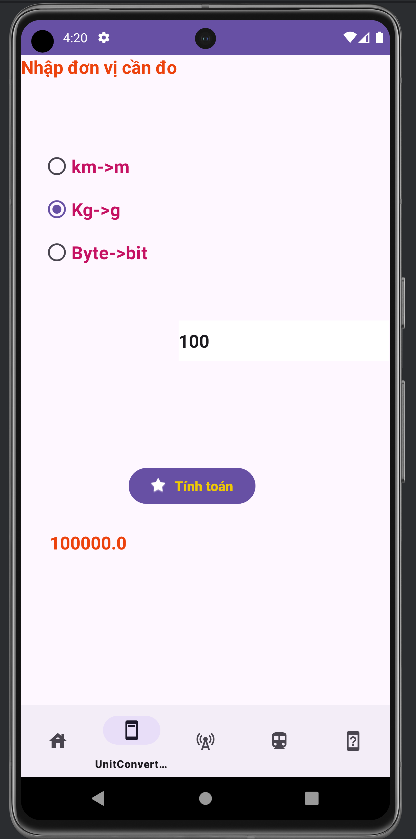 4:20
Nhập đơn vị cần đo
km->m
Kg->g
Byte->bit
100
Tính toán
100000.0
UnitConvert...